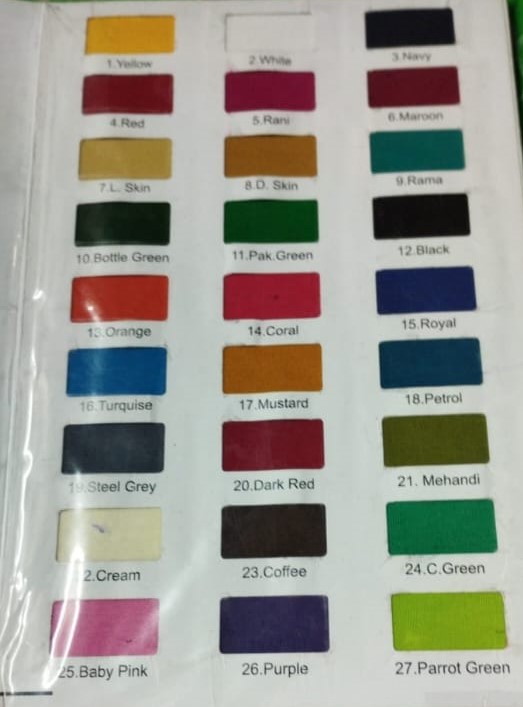 1.Yellow
2.White
3.Navy
4.Red
5.Rani
6.Maroon
7.L. Skin
8.D. Skin
9.Rama
10.Bottle Green
11.Pak.Green
12.Black
13.Orange
14.Coral
15.Royal
16.Turquise
17.Mustard
18.Petrol
19.Steel Grey
20.Dark Red
21. Mehandi
22.Cream
23.Coffee
24.C.Green
25.Baby Pink
26.Purple
27.Parrot Green